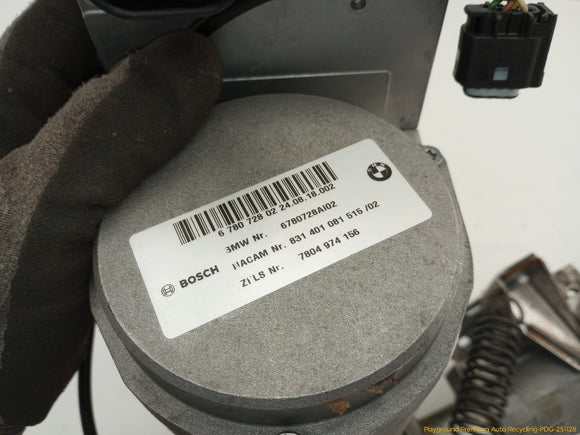 6 780 728 02 24.08.18.002
BMW Nr. 6780728AI02
NACAM Nr. 831 401 081 515 /02
BOSCH
ZF LS Nr. 7804 974 156
Playground Premium Auto Recycling-PDG-251128